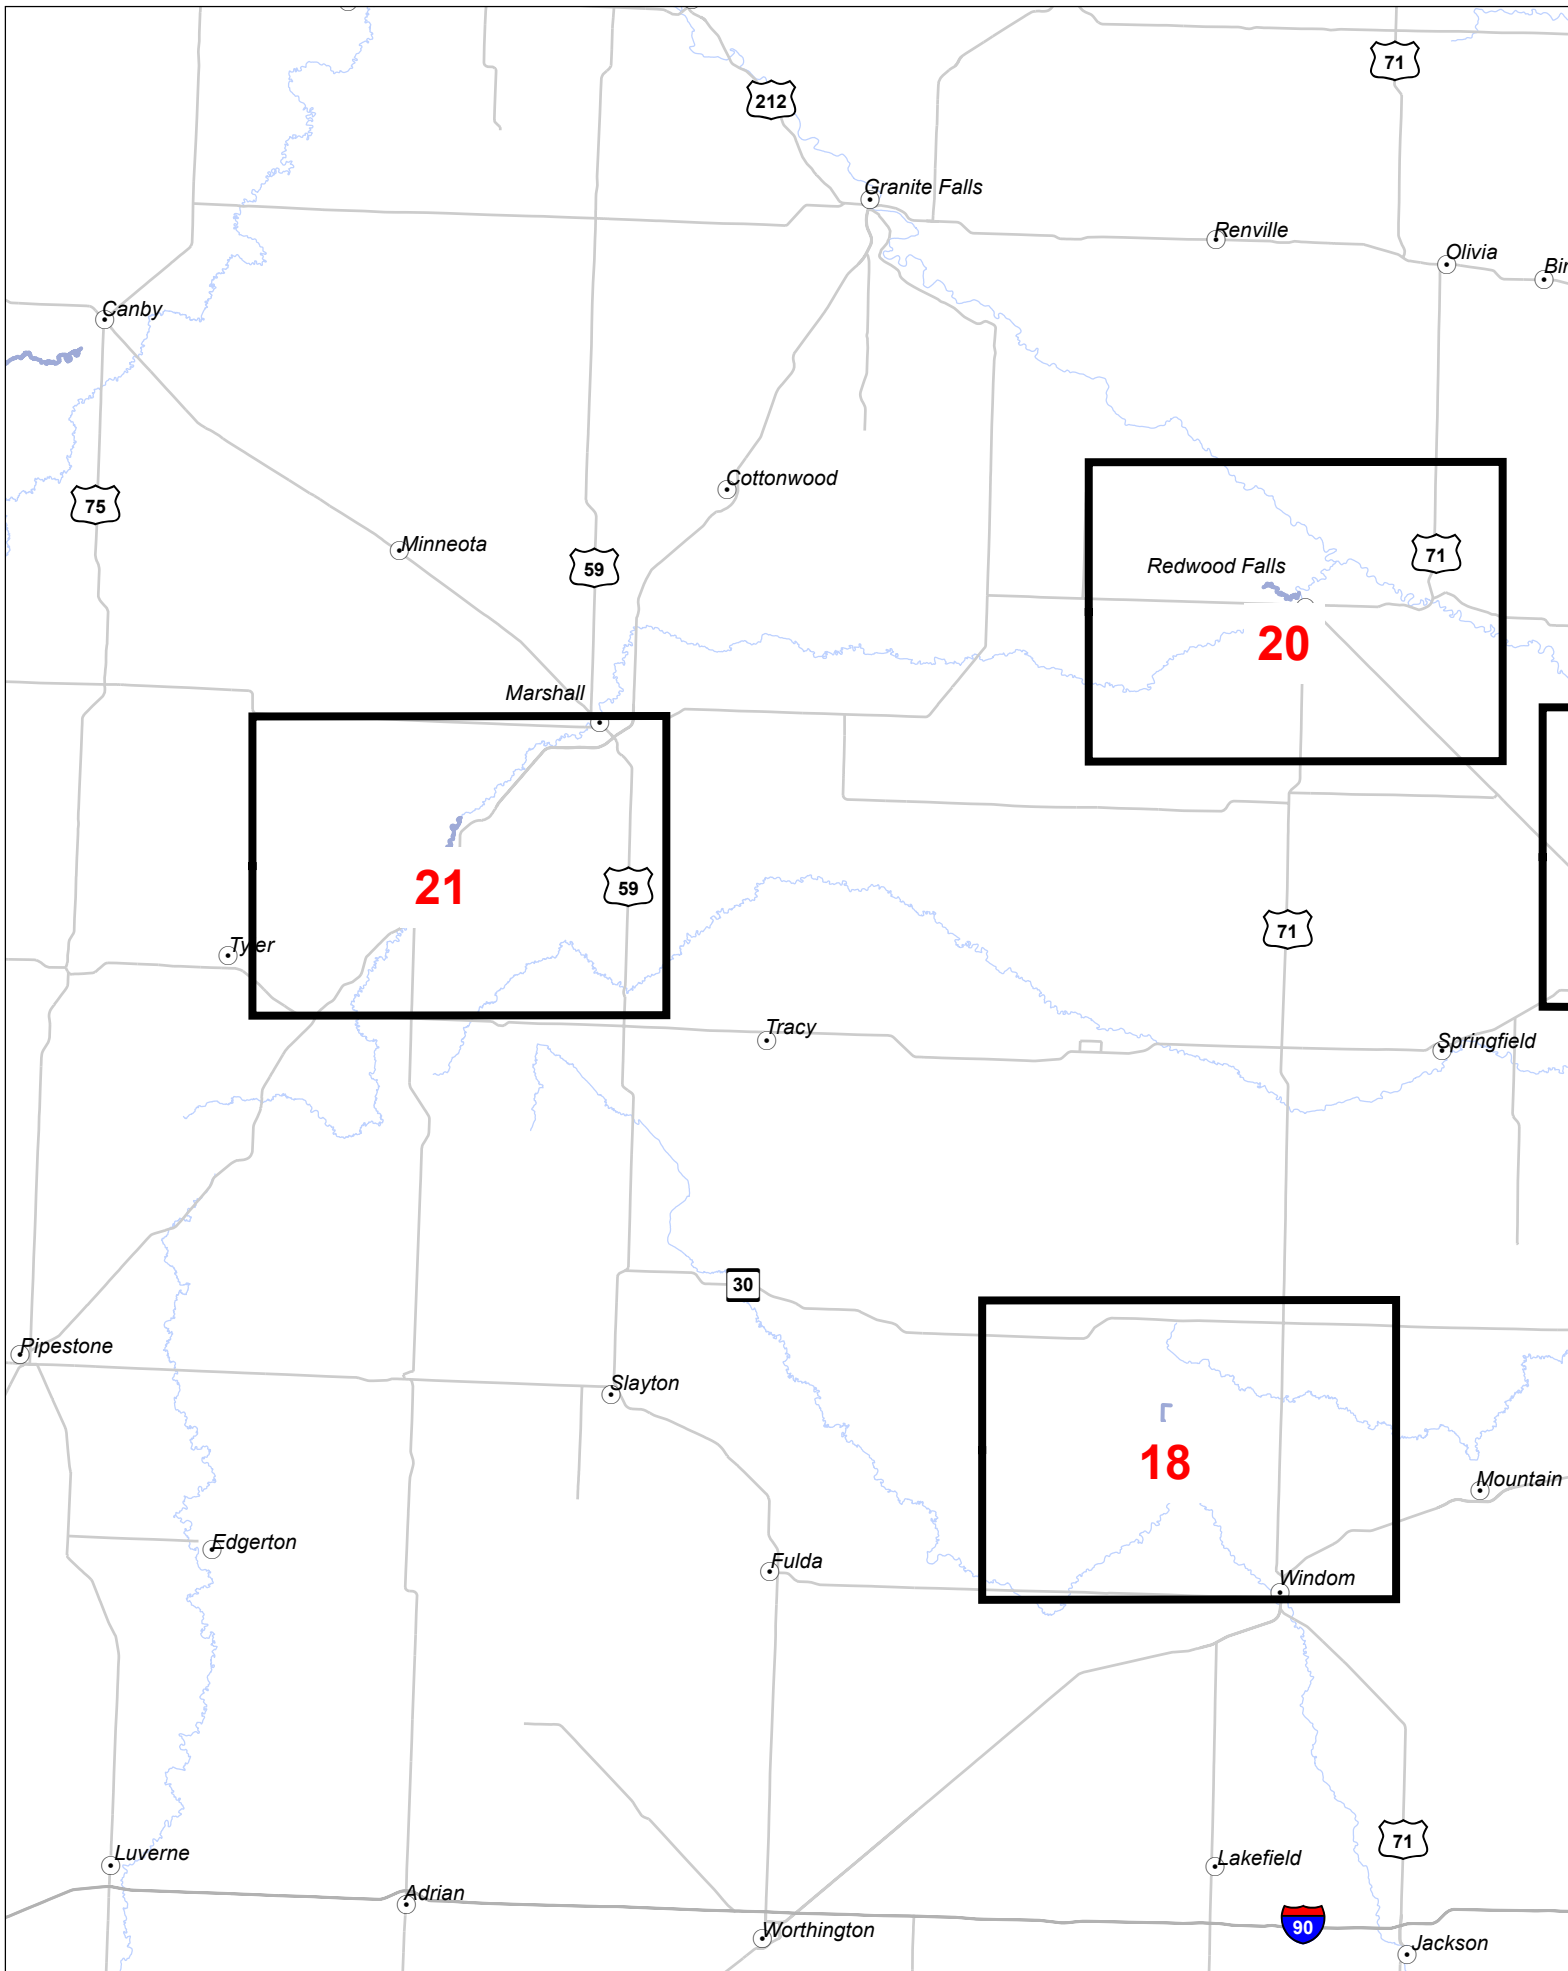 71
212
Granite Falls
Renville
Olivia
Bir
Canby
Cottonwood
75
Minneota
59
71
Redwood Falls
20
Marshall
21
59
71
Tyler
Tracy
Springfield
30
Pipestone
Slayton
18
Mountain
Edgerton
Fulda
Windom
71
Luverne
Lakefield
Adrian
90
Worthington
Jackson